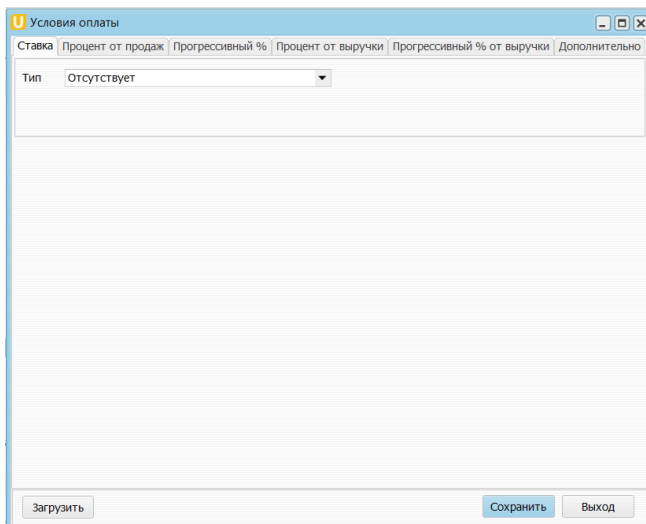 U Условия оплаты
Ставка Процент от продаж Прогрессивный % Процент от выручки Прогрессивный % от выручки Дополнительно
Тип Отсутствует
Загрузить Сохранить Выход